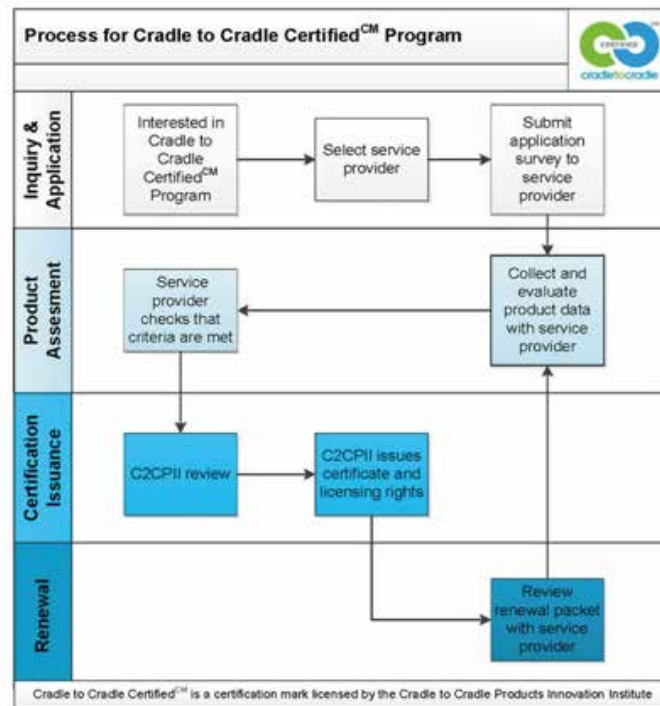 Process for Cradle to Cradle Certified^CM Program
CERTIFIED
cradletocradle
Inquiry &
Application
Interested in
Cradle to
Cradle
Certified^CM
Program
Select service
provider
Submit
application
survey to
service
provider
Product
Assesment
Service
provider
checks that
criteria are met
Collect and
evaluate
product data
with service
provider
Certification
Issuance
C2CPII review
C2CPII issues
certificate and
licensing rights
Renewal
Review
renewal packet
with service
provider
Cradle to Cradle Certified^CM is a certification mark licensed by the Cradle to Cradle Products Innovation Institute